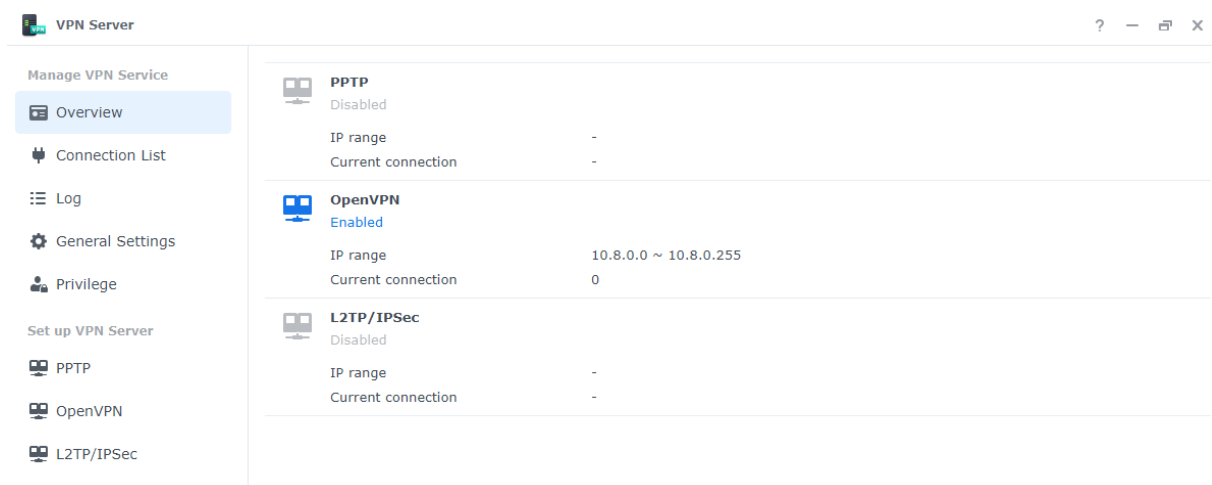 VPN Server
?
Manage VPN Service
Overview
Connection List
Log
General Settings
Privilege
Set up VPN Server
PPTP
OpenVPN
L2TP/IPSec
PPTP
Disabled
IP range -
Current connection -
OpenVPN
Enabled
IP range 10.8.0.0 ~ 10.8.0.255
Current connection 0
L2TP/IPSec
Disabled
IP range -
Current connection -